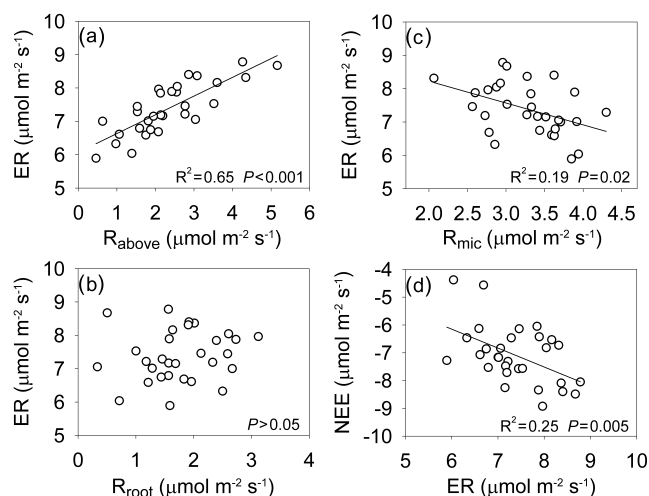 (a)
ER (μmol m⁻² s⁻¹)
10
9
8
7
6
5
R²=0.65 P<0.001
0 1 2 3 4 5 6
R_above (μmol m⁻² s⁻¹)
(c)
ER (μmol m⁻² s⁻¹)
10
9
8
7
6
5
R²=0.19 P=0.02
2.0 2.5 3.0 3.5 4.0 4.5
R_mic (μmol m⁻² s⁻¹)
(b)
ER (μmol m⁻² s⁻¹)
10
9
8
7
6
5
P>0.05
0 1 2 3 4
R_root (μmol m⁻² s⁻¹)
(d)
NEE (μmol m⁻² s⁻¹)
-4
-5
-6
-7
-8
-9
-10
R²=0.25 P=0.005
5 6 7 8 9 10
ER (μmol m⁻² s⁻¹)